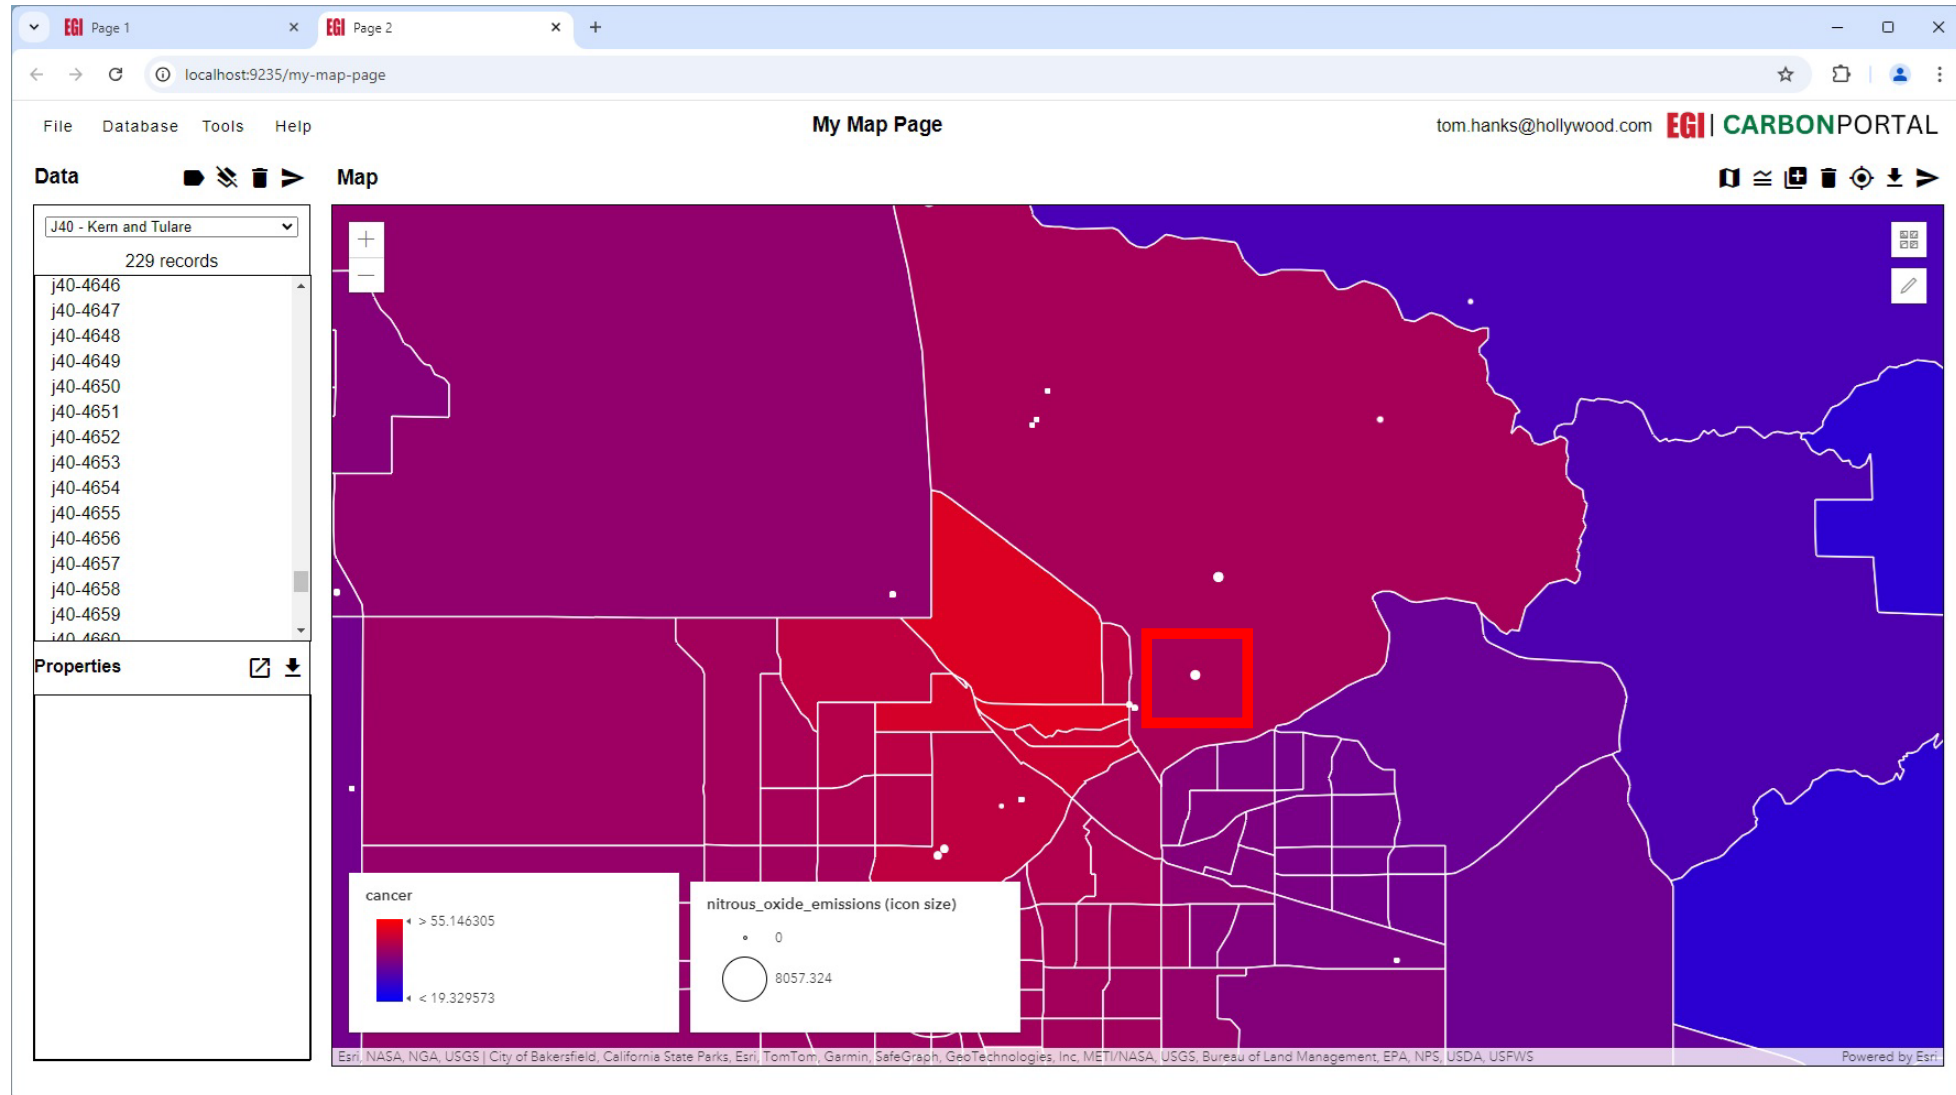 EGI Page 1
EGI Page 2
localhost:9235/my-map-page
File Database Tools Help
My Map Page
tom.hanks@hollywood.com
EGI | CARBONPORTAL
Data
Map
J40 - Kern and Tulare
229 records
j40-4646
j40-4647
j40-4648
j40-4649
j40-4650
j40-4651
j40-4652
j40-4653
j40-4654
j40-4655
j40-4656
j40-4657
j40-4658
j40-4659
j40-4660
Properties
cancer
> 55.146305
< 19.329573
nitrous_oxide_emissions (icon size)
0
8057.324
Esri, NASA, NGA, USGS | City of Bakersfield, California State Parks, Esri, TomTom, Garmin, SafeGraph, GeoTechnologies, Inc, METI/NASA, USGS, Bureau of Land Management, EPA, NPS, USDA, USFWS
Powered by Esri